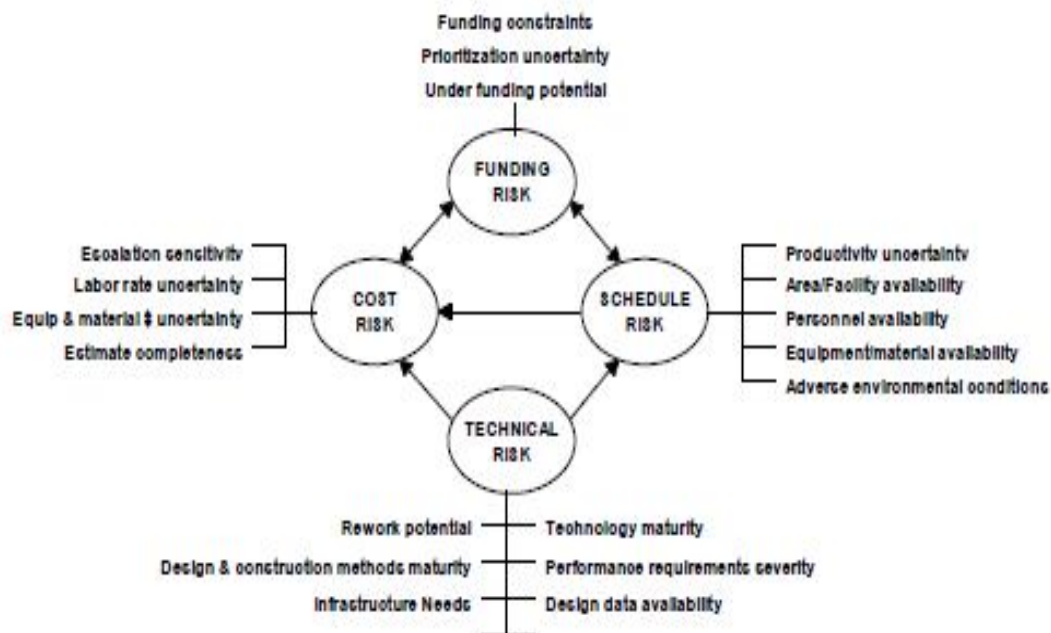 Funding constraints
Prioritization uncertainty
Under funding potential
FUNDING
RISK
Escalation sensitivity
Labor rate uncertainty
Equip & material $ uncertainty
Estimate completeness
COST
RISK
SCHEDULE
RISK
Productivity uncertainty
Area/Facility availability
Personnel availability
Equipment/material availability
Adverse environmental conditions
TECHNICAL
RISK
Rework potential
Technology maturity
Design & construction methods maturity
Performance requirements severity
Infrastructure Needs
Design data availability